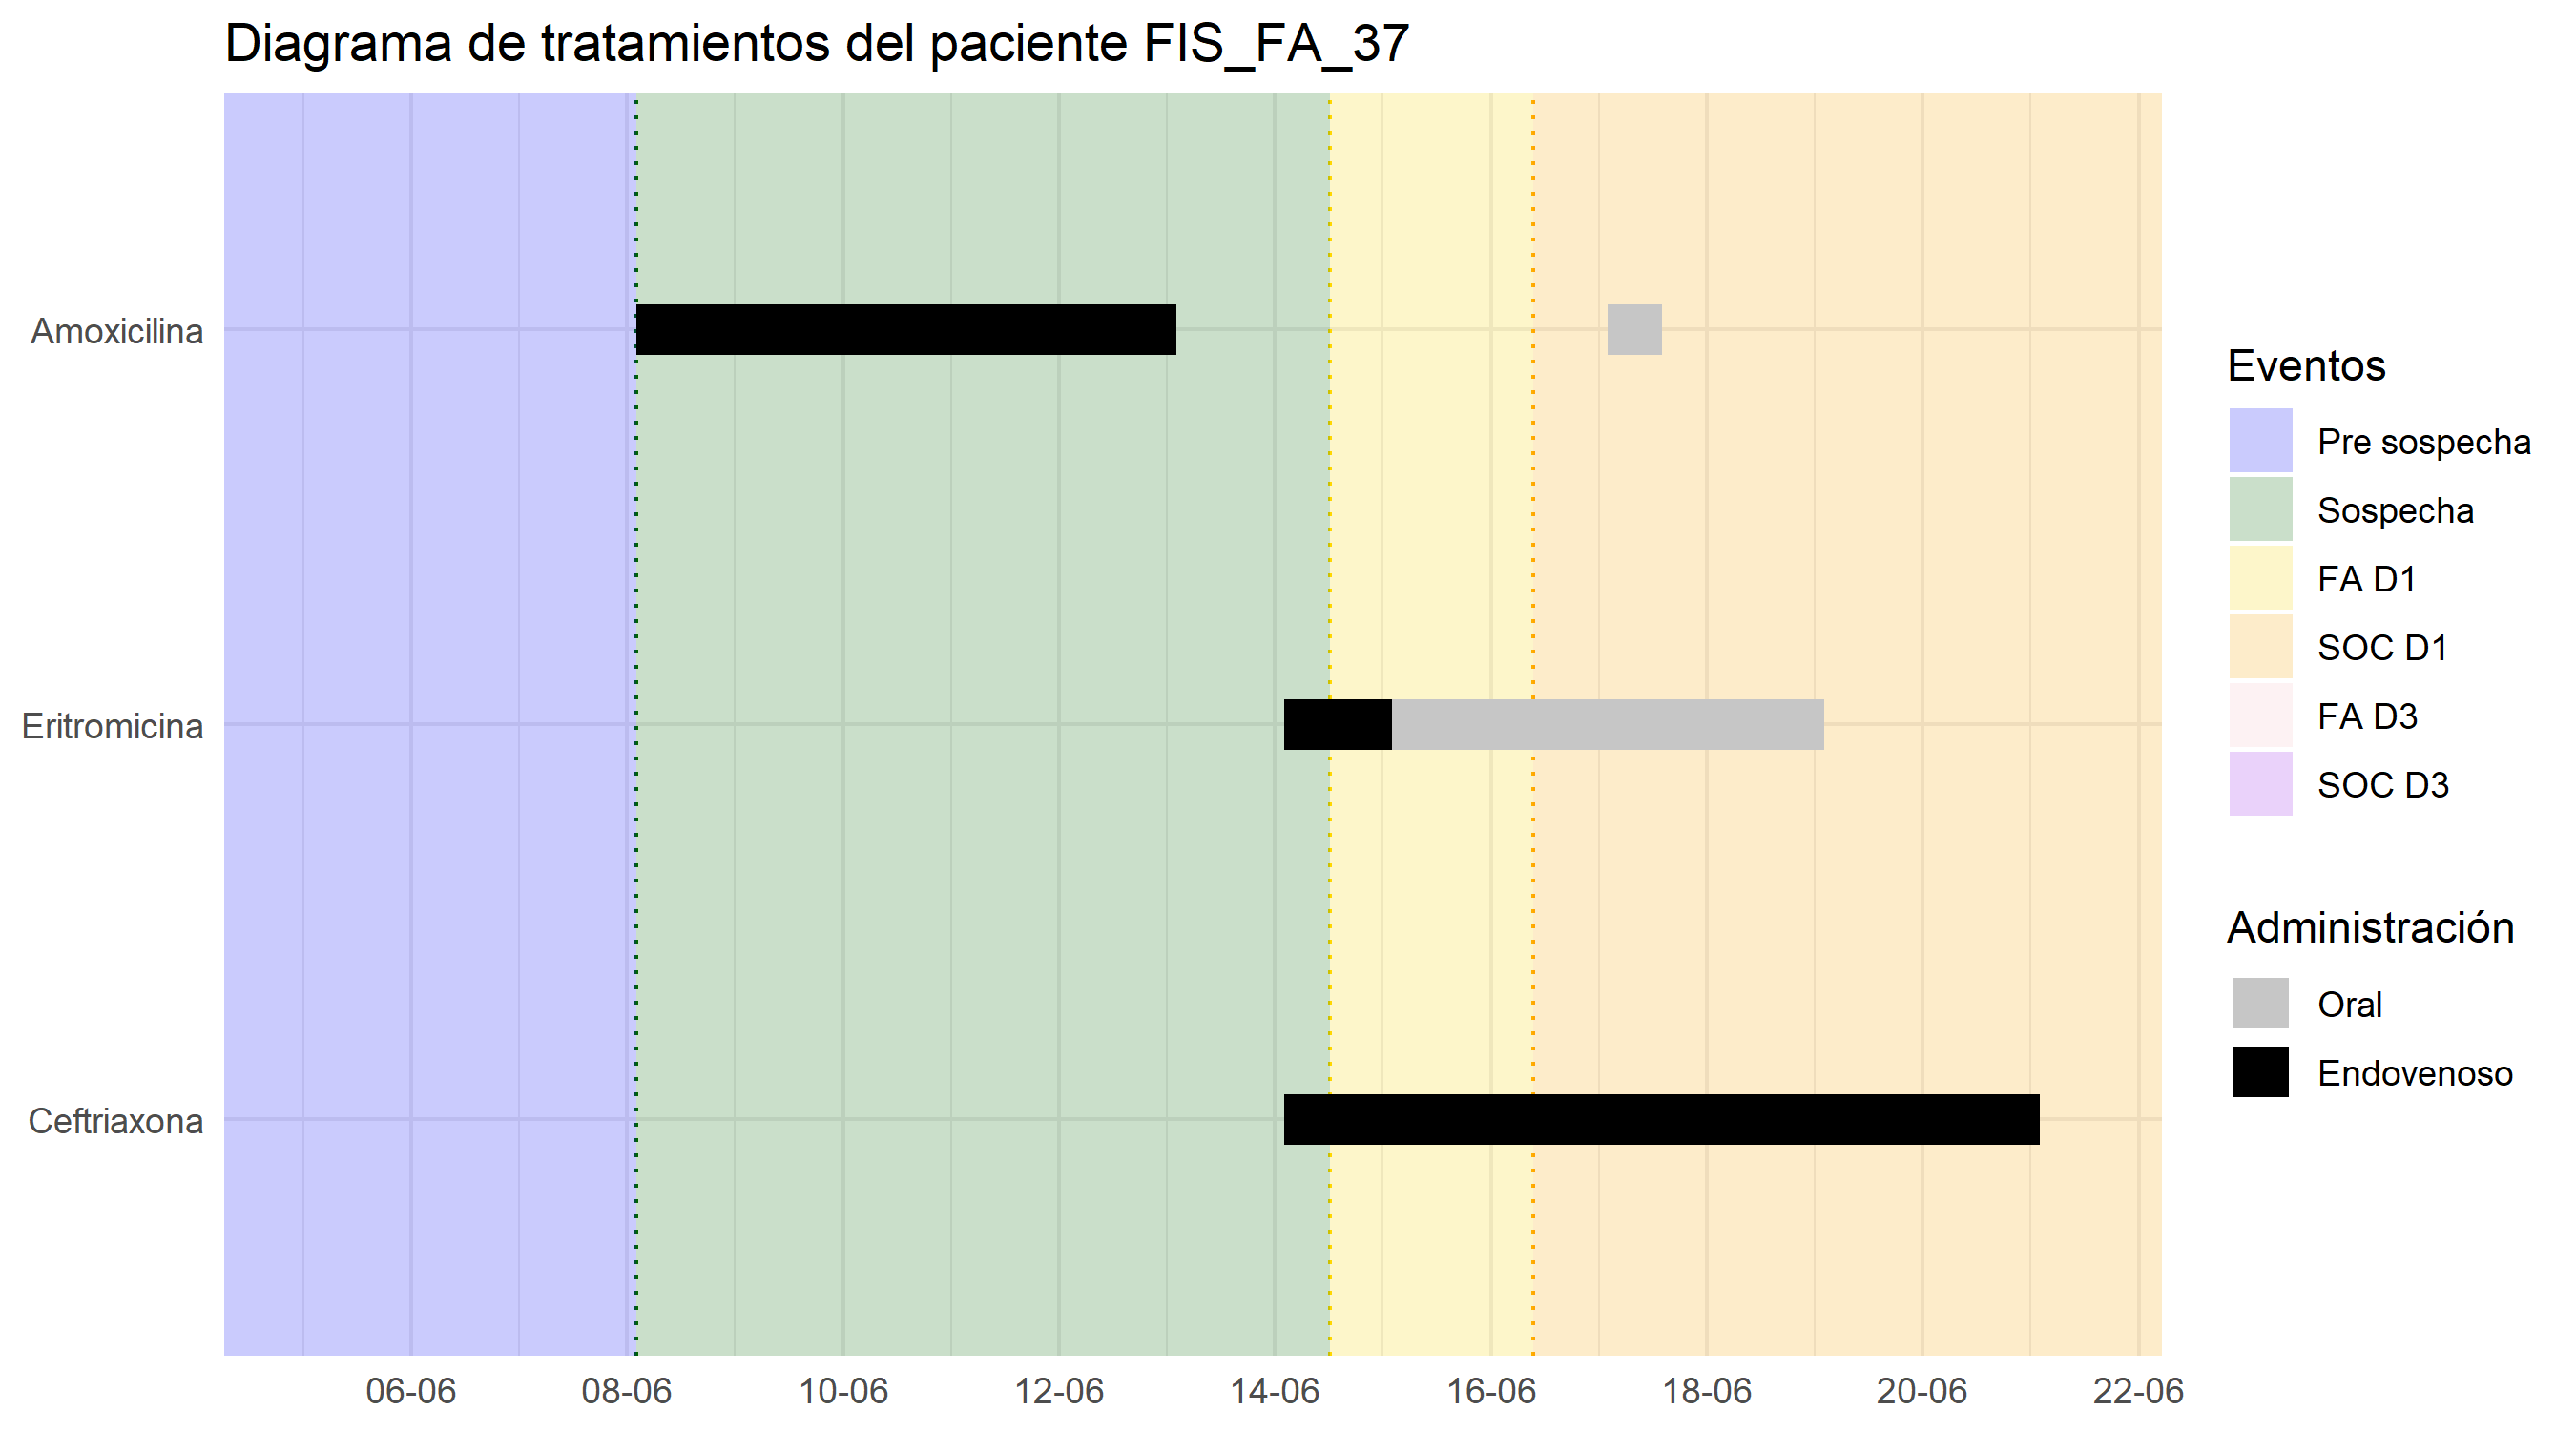 Diagrama de tratamientos del paciente FIS_FA_37
Amoxicilina
Eritromicina
Ceftriaxona
06-06
08-06
10-06
12-06
14-06
16-06
18-06
20-06
22-06
Eventos
Pre sospecha
Sospecha
FA D1
SOC D1
FA D3
SOC D3
Administración
Oral
Endovenoso